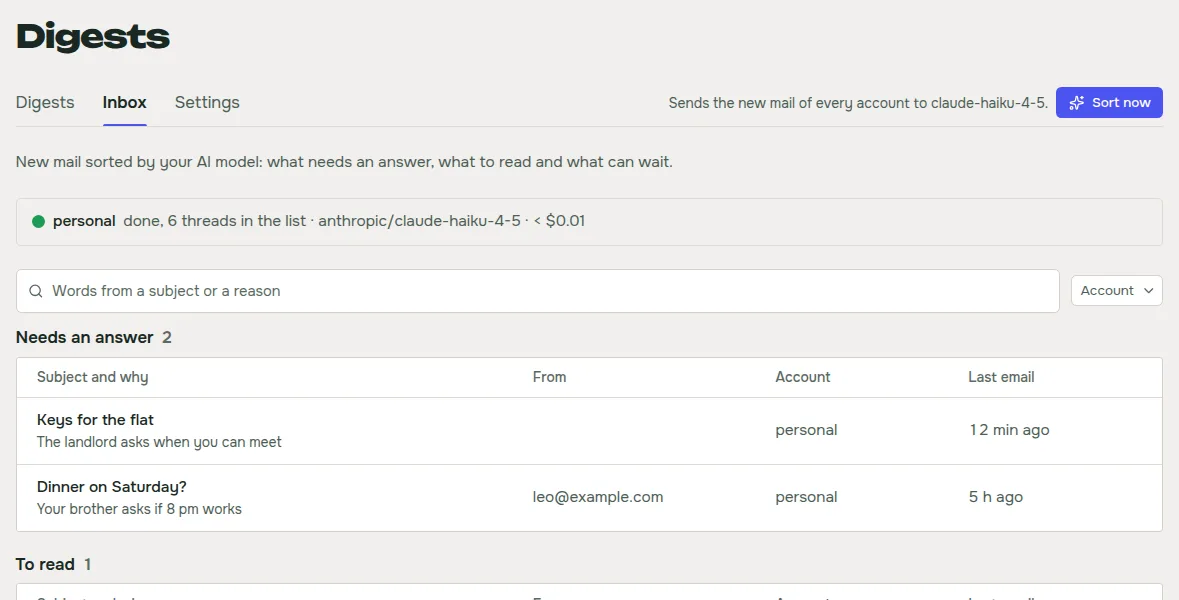 Digests
Digests Inbox Settings Sends the new mail of every account to claude-haiku-4-5. Sort now
New mail sorted by your AI model: what needs an answer, what to read and what can wait.
personal done, 6 threads in the list · anthropic/claude-haiku-4-5 · < $0.01
Words from a subject or a reason Account
Needs an answer 2
Subject and why From Account Last email
Keys for the flat
The landlord asks when you can meet
personal 12 min ago
Dinner on Saturday?
Your brother asks if 8 pm works
leo@example.com personal 5 h ago
To read 1